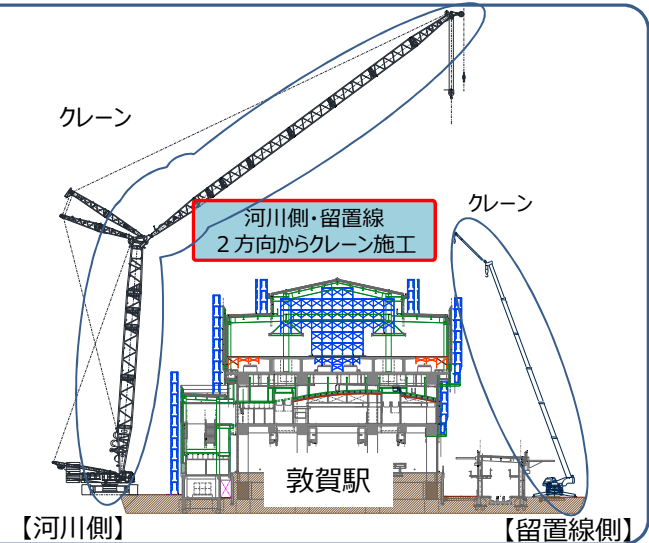 クレーン
河川側・留置線
２方向からクレーン施工
クレーン
敦賀駅
【河川側】
【留置線側】